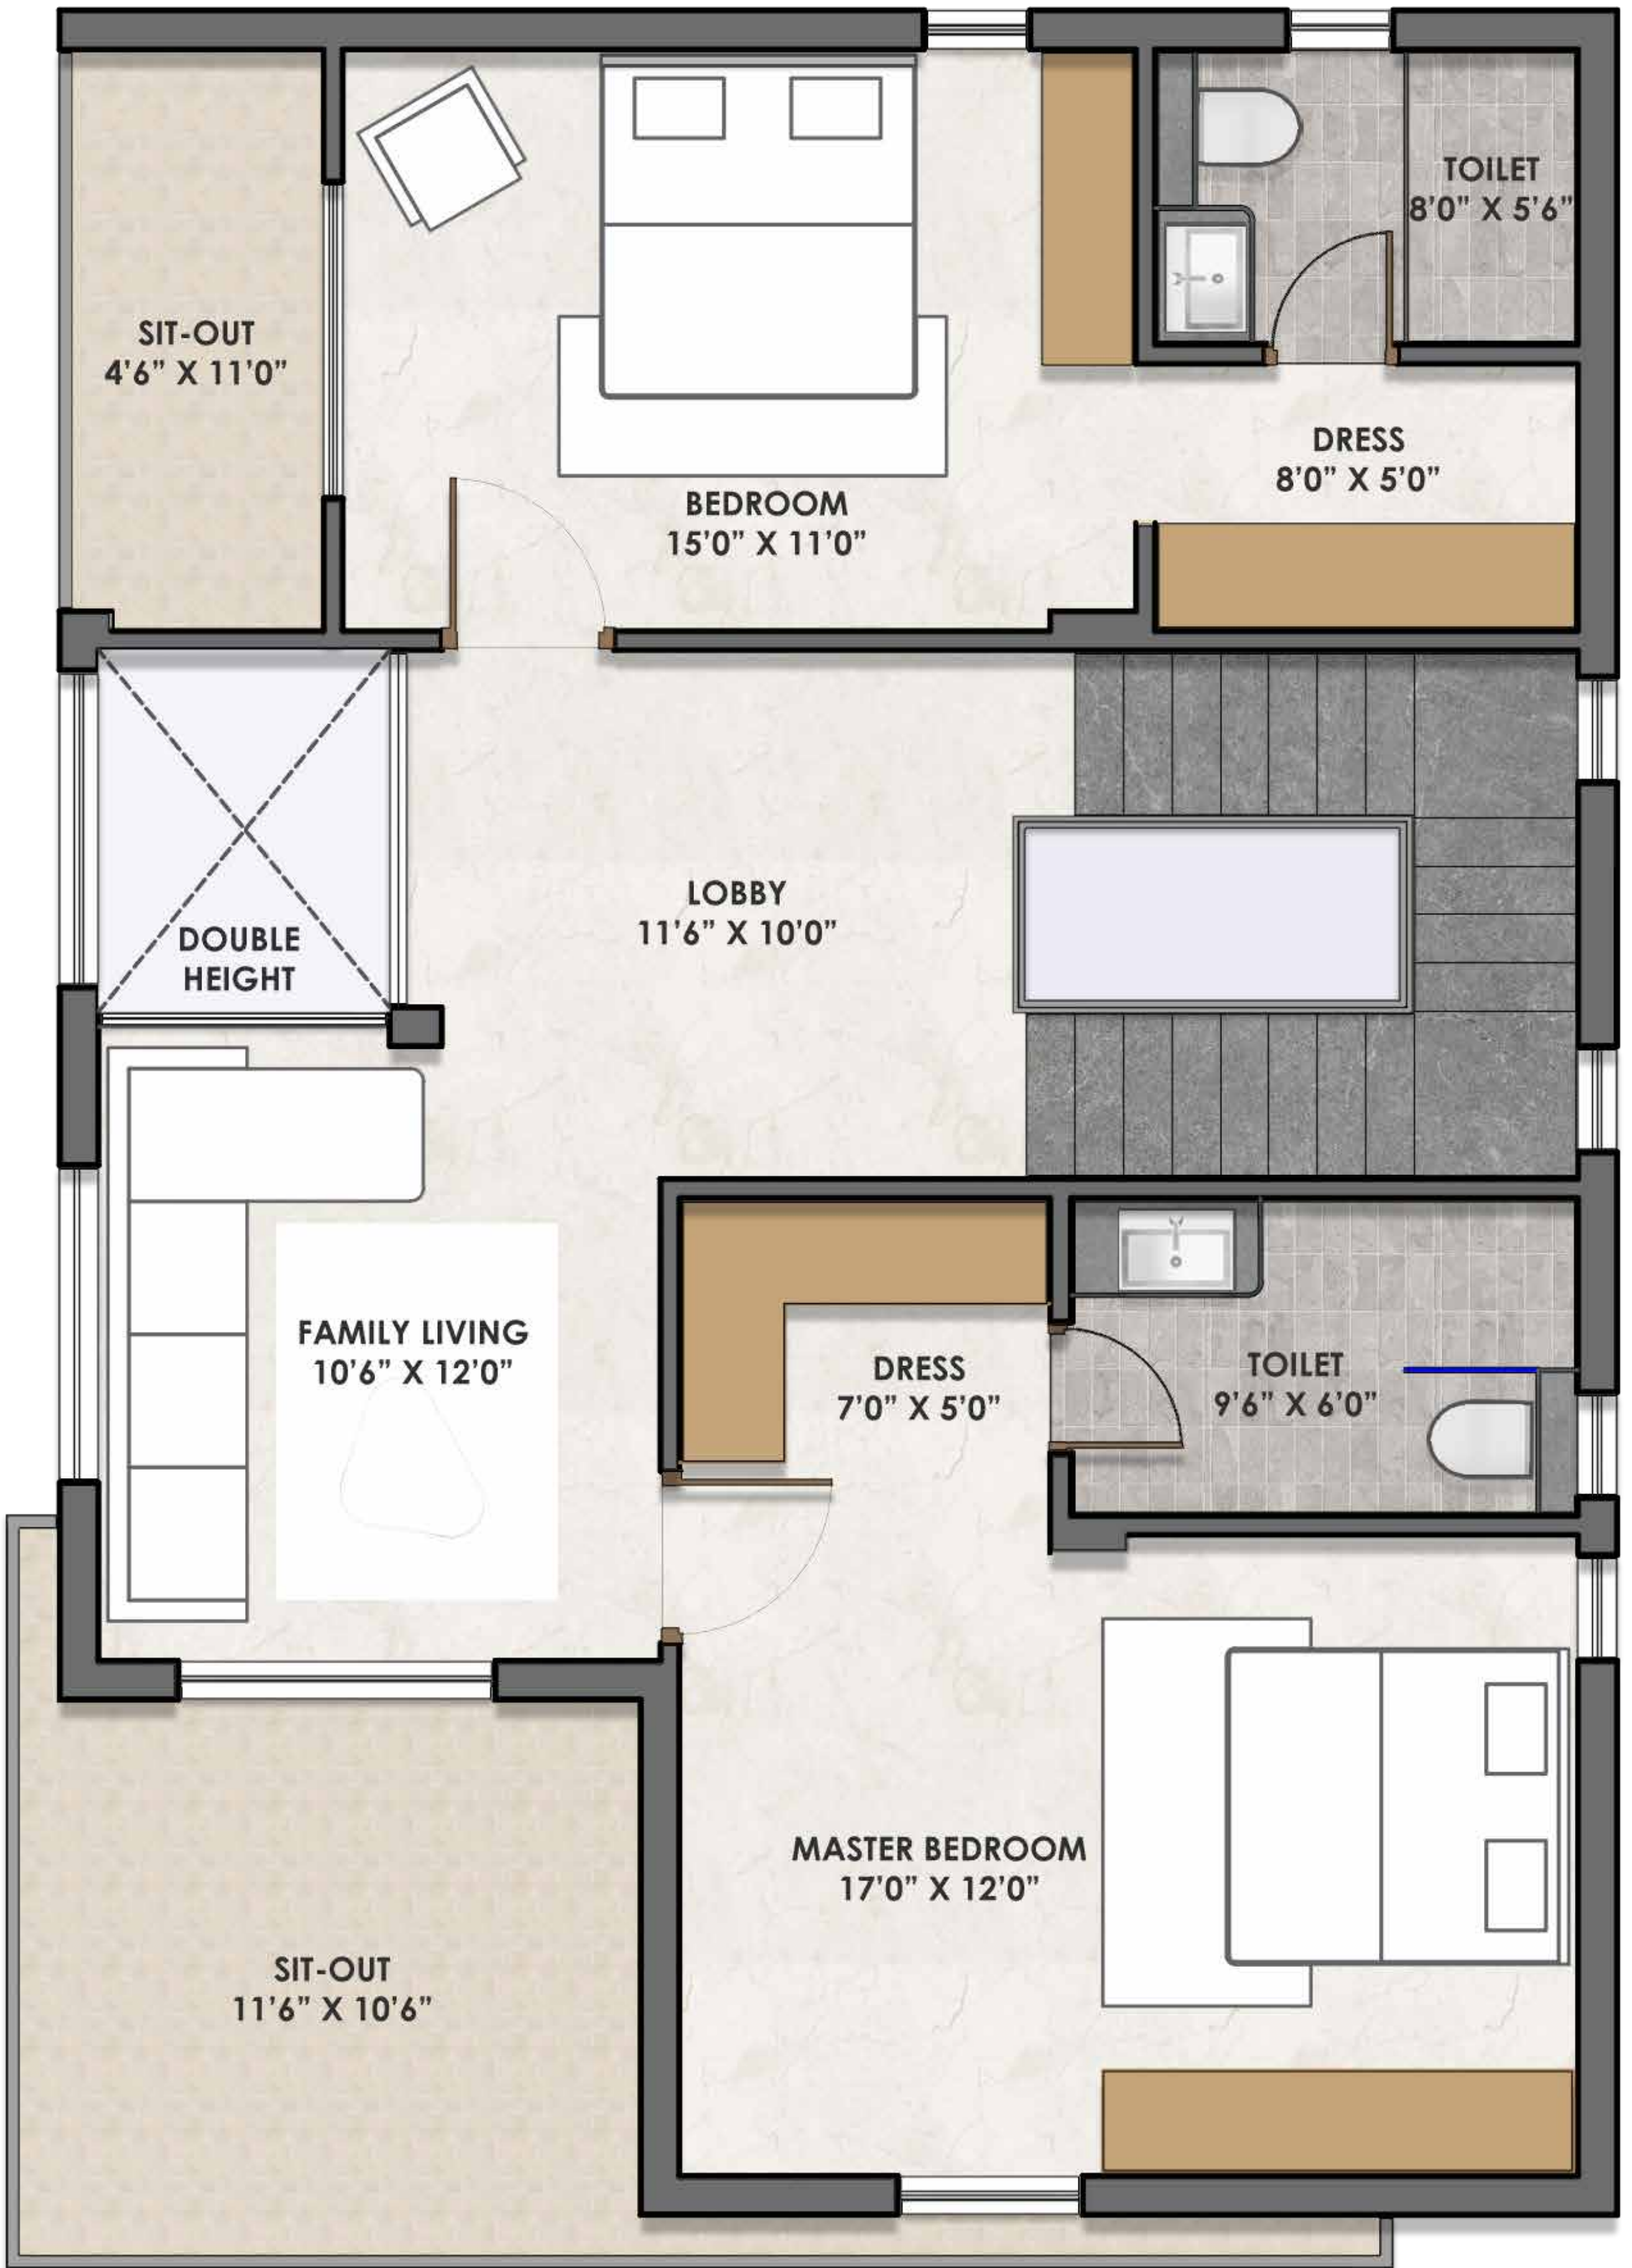 TOILET
8'0” X 5'6”
SIT-OUT
4'6” X 11'0”
DRESS
8'0” X 5'0”
BEDROOM
15'0” X 11'0”
LOBBY
11'6” X 10'0”
DOUBLE
HEIGHT
FAMILY LIVING
10'6” X 12'0”
DRESS
7'0” X 5'0”
TOILET
9'6” X 6'0”
MASTER BEDROOM
17'0” X 12'0”
SIT-OUT
11'6” X 10'6”